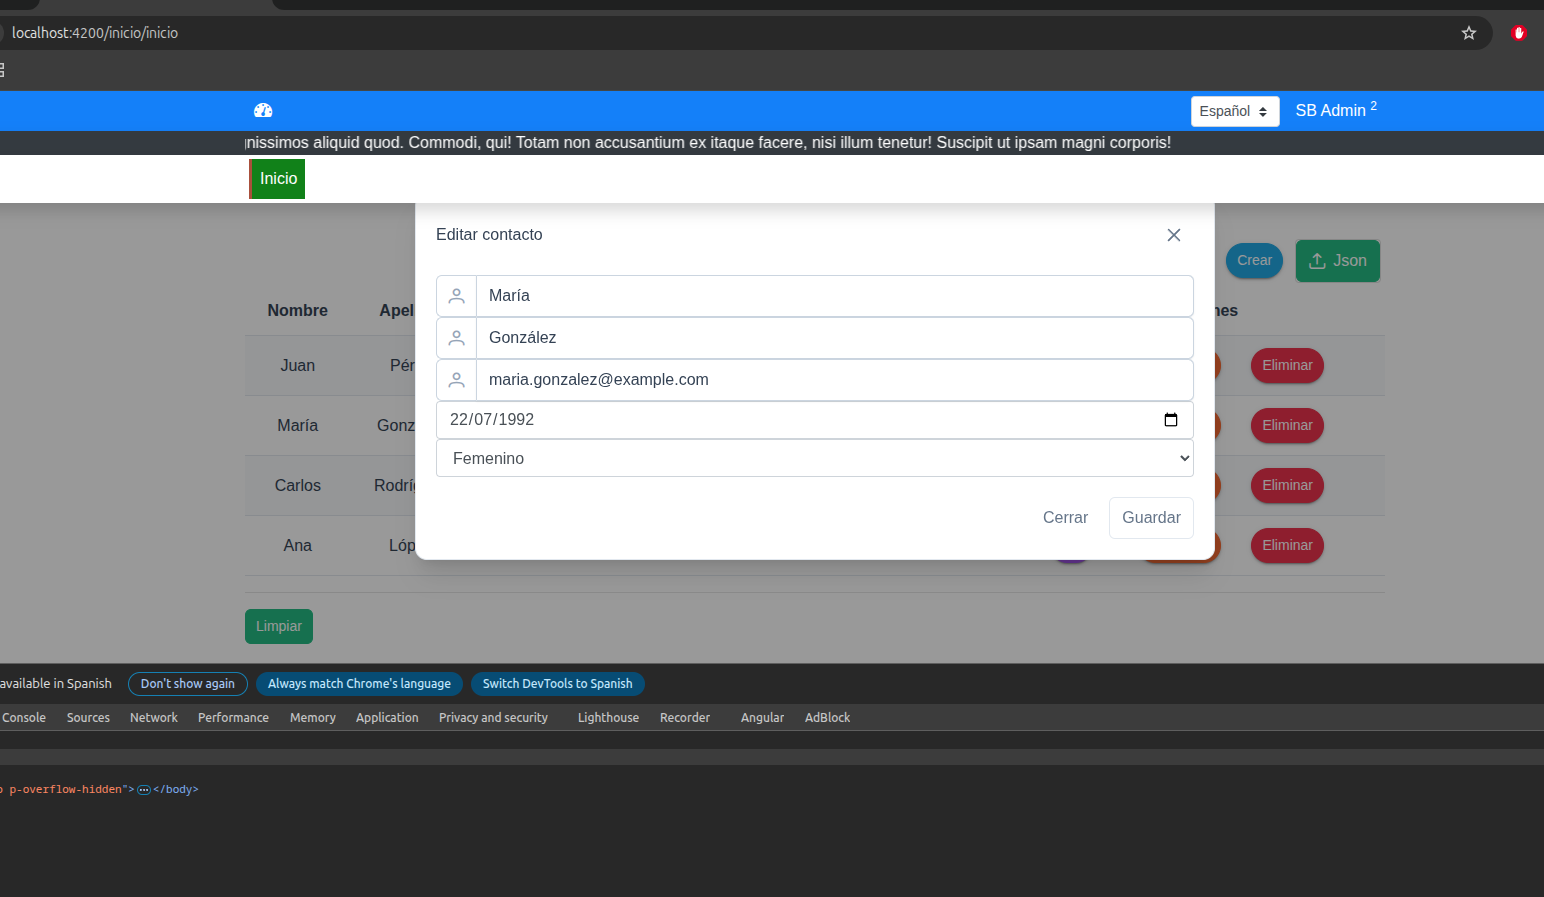 localhost:4200/inicio/inicio
Español
SB Admin 2
gnissimos aliquid quod. Commodi, qui! Totam non accusantium ex itaque facere, nisi illum tenetur! Suscipit ut ipsam magni corporis!
Inicio
Editar contacto
Crear
Json
Nombre Apel nes
María
González
maria.gonzalez@example.com
22/07/1992
Femenino
Cerrar Guardar
Juan Pér Eliminar
María Gonz Eliminar
Carlos Rodríg Eliminar
Ana Lóp Eliminar
Limpiar
available in Spanish Don't show again Always match Chrome's language Switch DevTools to Spanish
Console Sources Network Performance Memory Application Privacy and security Lighthouse Recorder Angular AdBlock
p-overflow-hidden">…</body>